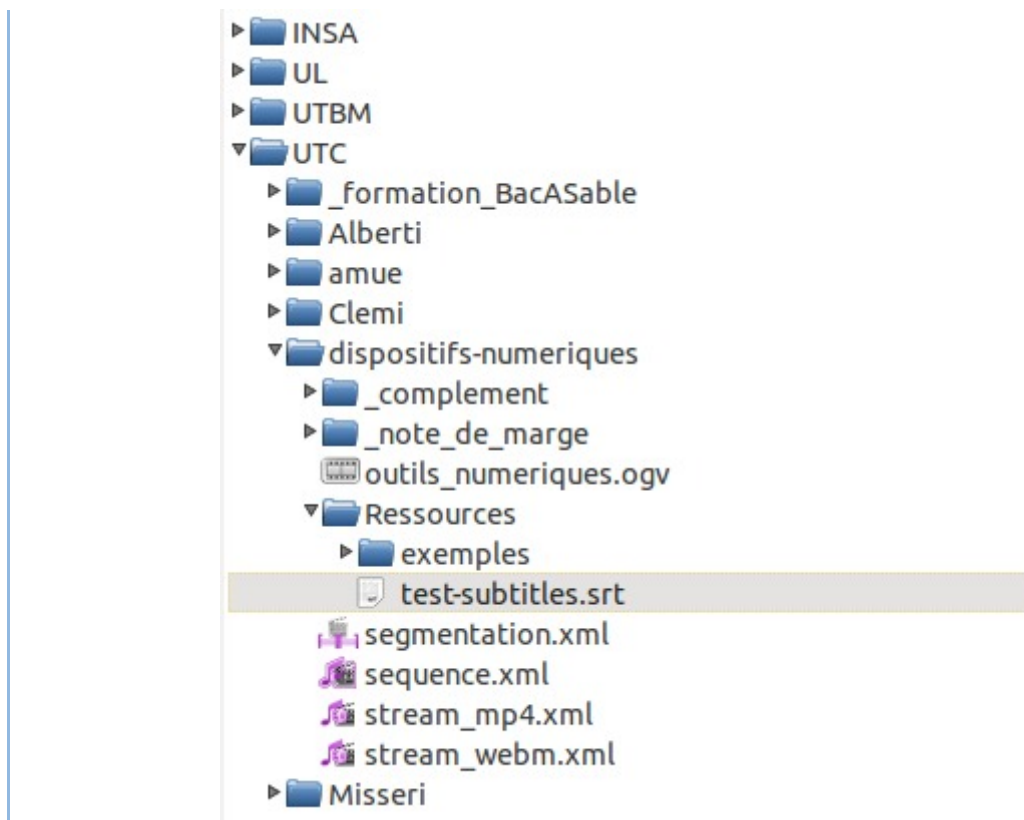 INSA
UL
UTBM
UTC
_formation_BacASable
Alberti
amue
Clemi
dispositifs-numeriques
_complement
_note_de_marge
outils_numeriques.ogv
Ressources
exemples
test-subtitles.srt
segmentation.xml
sequence.xml
stream_mp4.xml
stream_webm.xml
Misseri